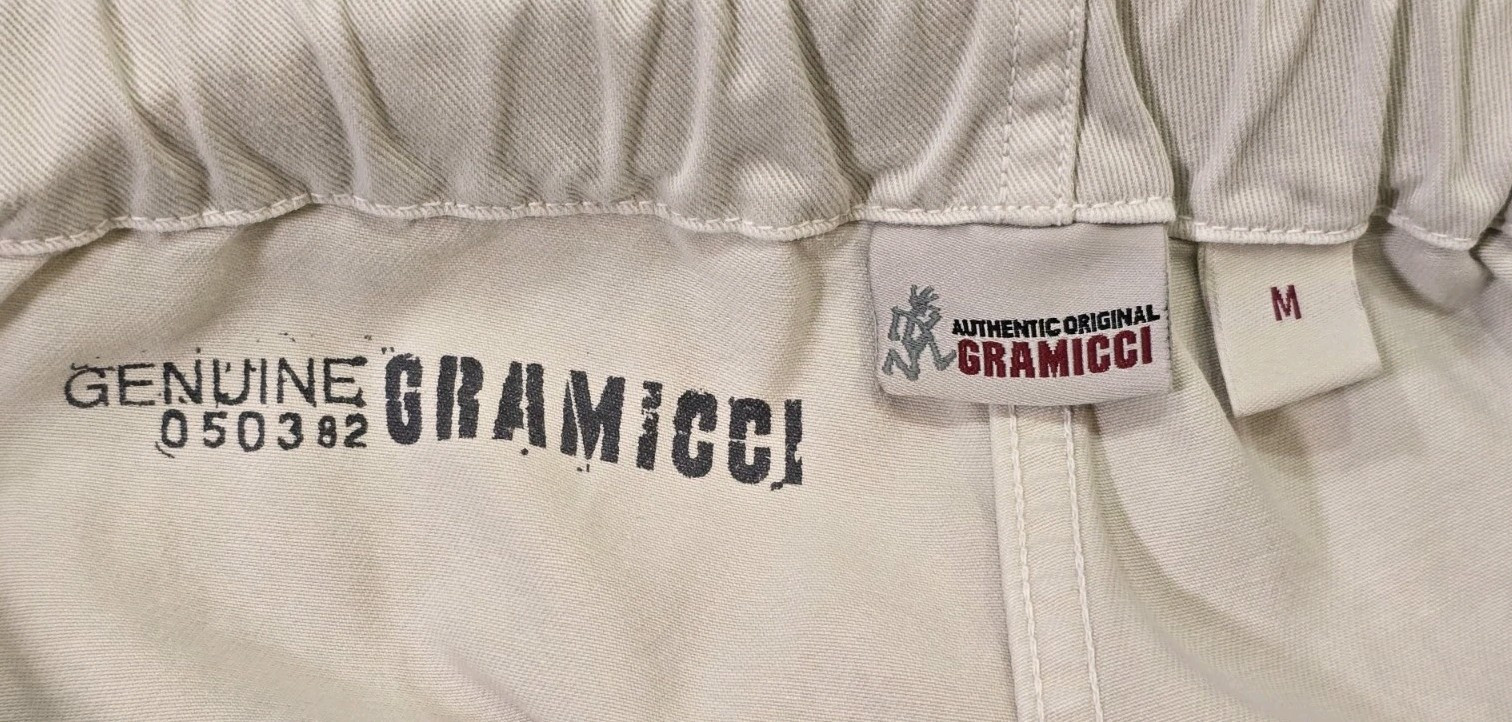 GENUINE GRAMICCI
050382
AUTHENTIC ORIGINAL
GRAMICCI
M